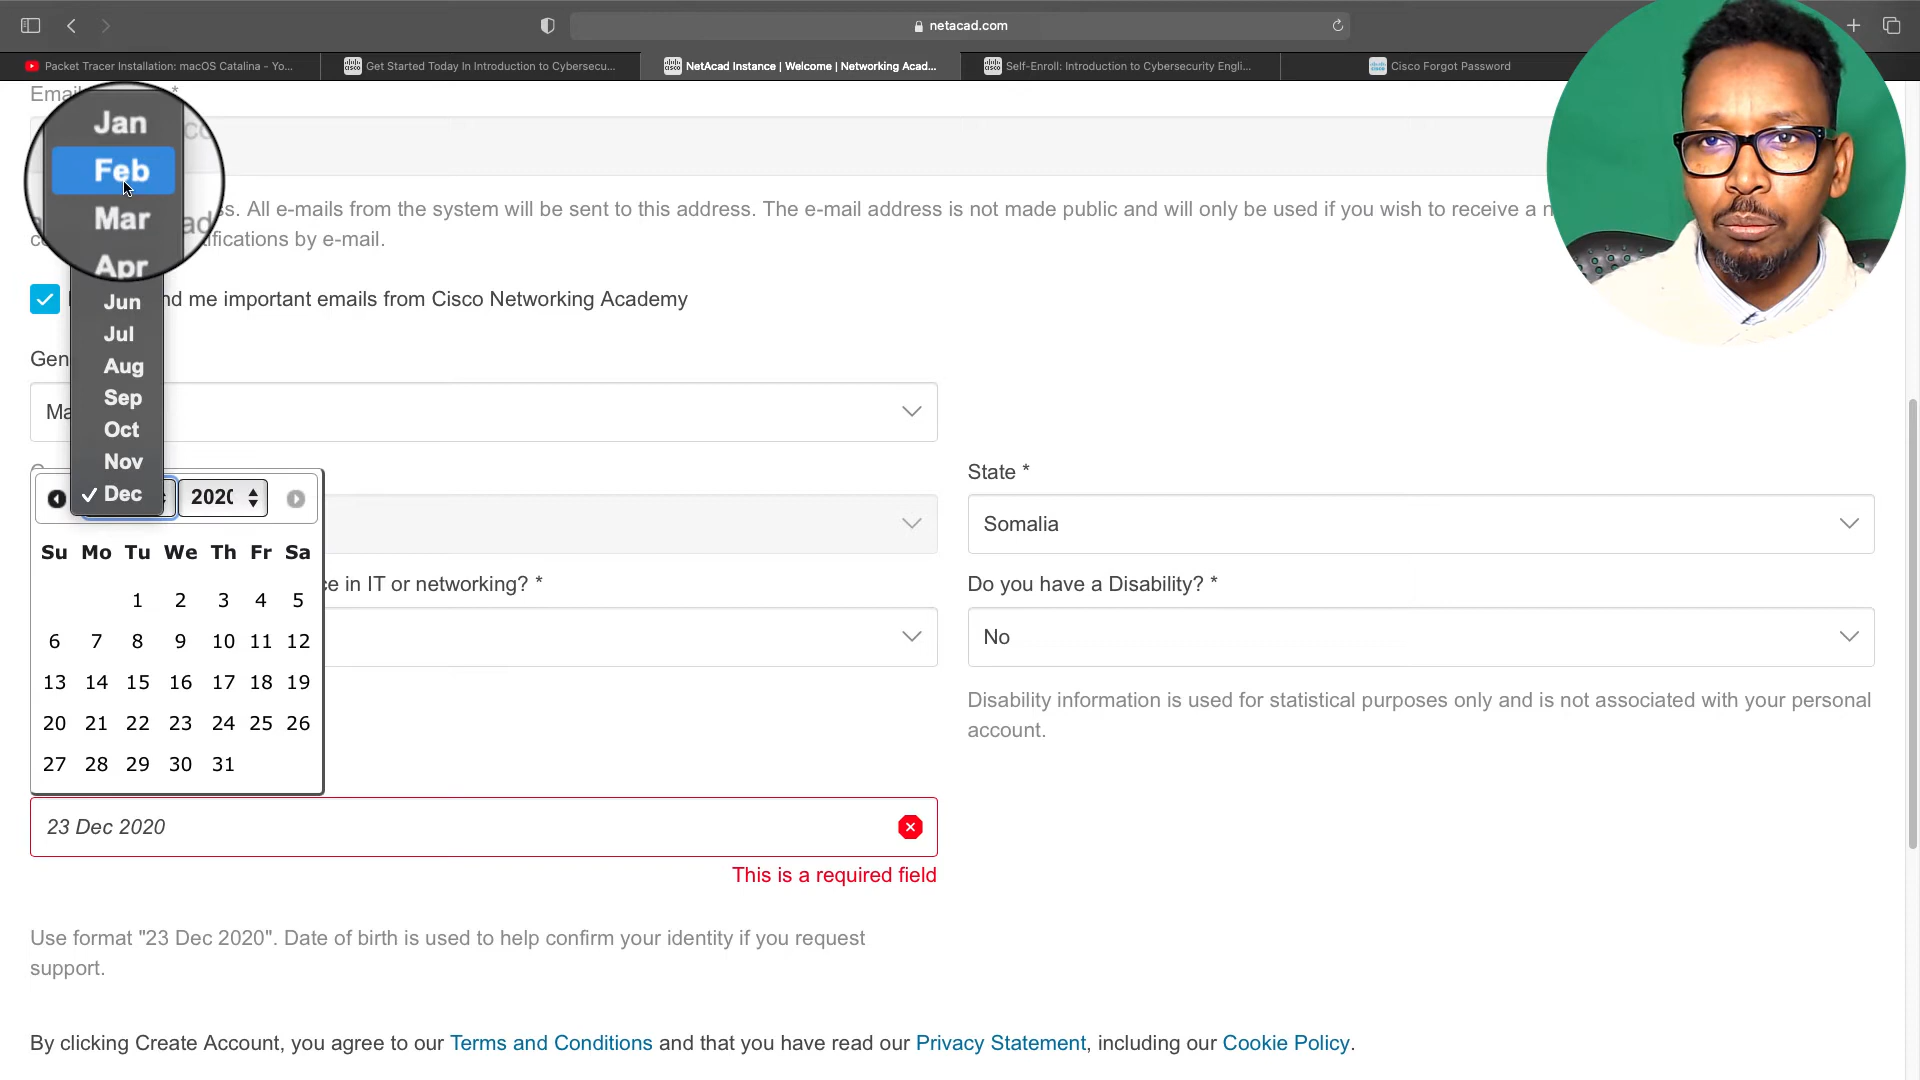 netacad.com
Packet Tracer Installation: macOS Catalina - Yo...
Get Started Today In Introduction to Cybersecu...
NetAcad Instance | Welcome | Networking Acad...
Self-Enroll: Introduction to Cybersecurity Engli...
Cisco Forgot Password
Jan
Feb
Mar
Apr
Jun
Jul
Aug
Sep
Oct
Nov
Dec
s. All e-mails from the system will be sent to this address. The e-mail address is not made public and will only be used if you wish to receive a
by e-mail.
me important emails from Cisco Networking Academy
State *
Somalia
2020
Su Mo Tu We Th Fr Sa
1 2 3 4 5
6 7 8 9 10 11 12
13 14 15 16 17 18 19
20 21 22 23 24 25 26
27 28 29 30 31
in IT or networking? *
Do you have a Disability? *
No
Disability information is used for statistical purposes only and is not associated with your personal
account.
23 Dec 2020
This is a required field
Use format "23 Dec 2020". Date of birth is used to help confirm your identity if you request
support.
By clicking Create Account, you agree to our Terms and Conditions and that you have read our Privacy Statement, including our Cookie Policy.